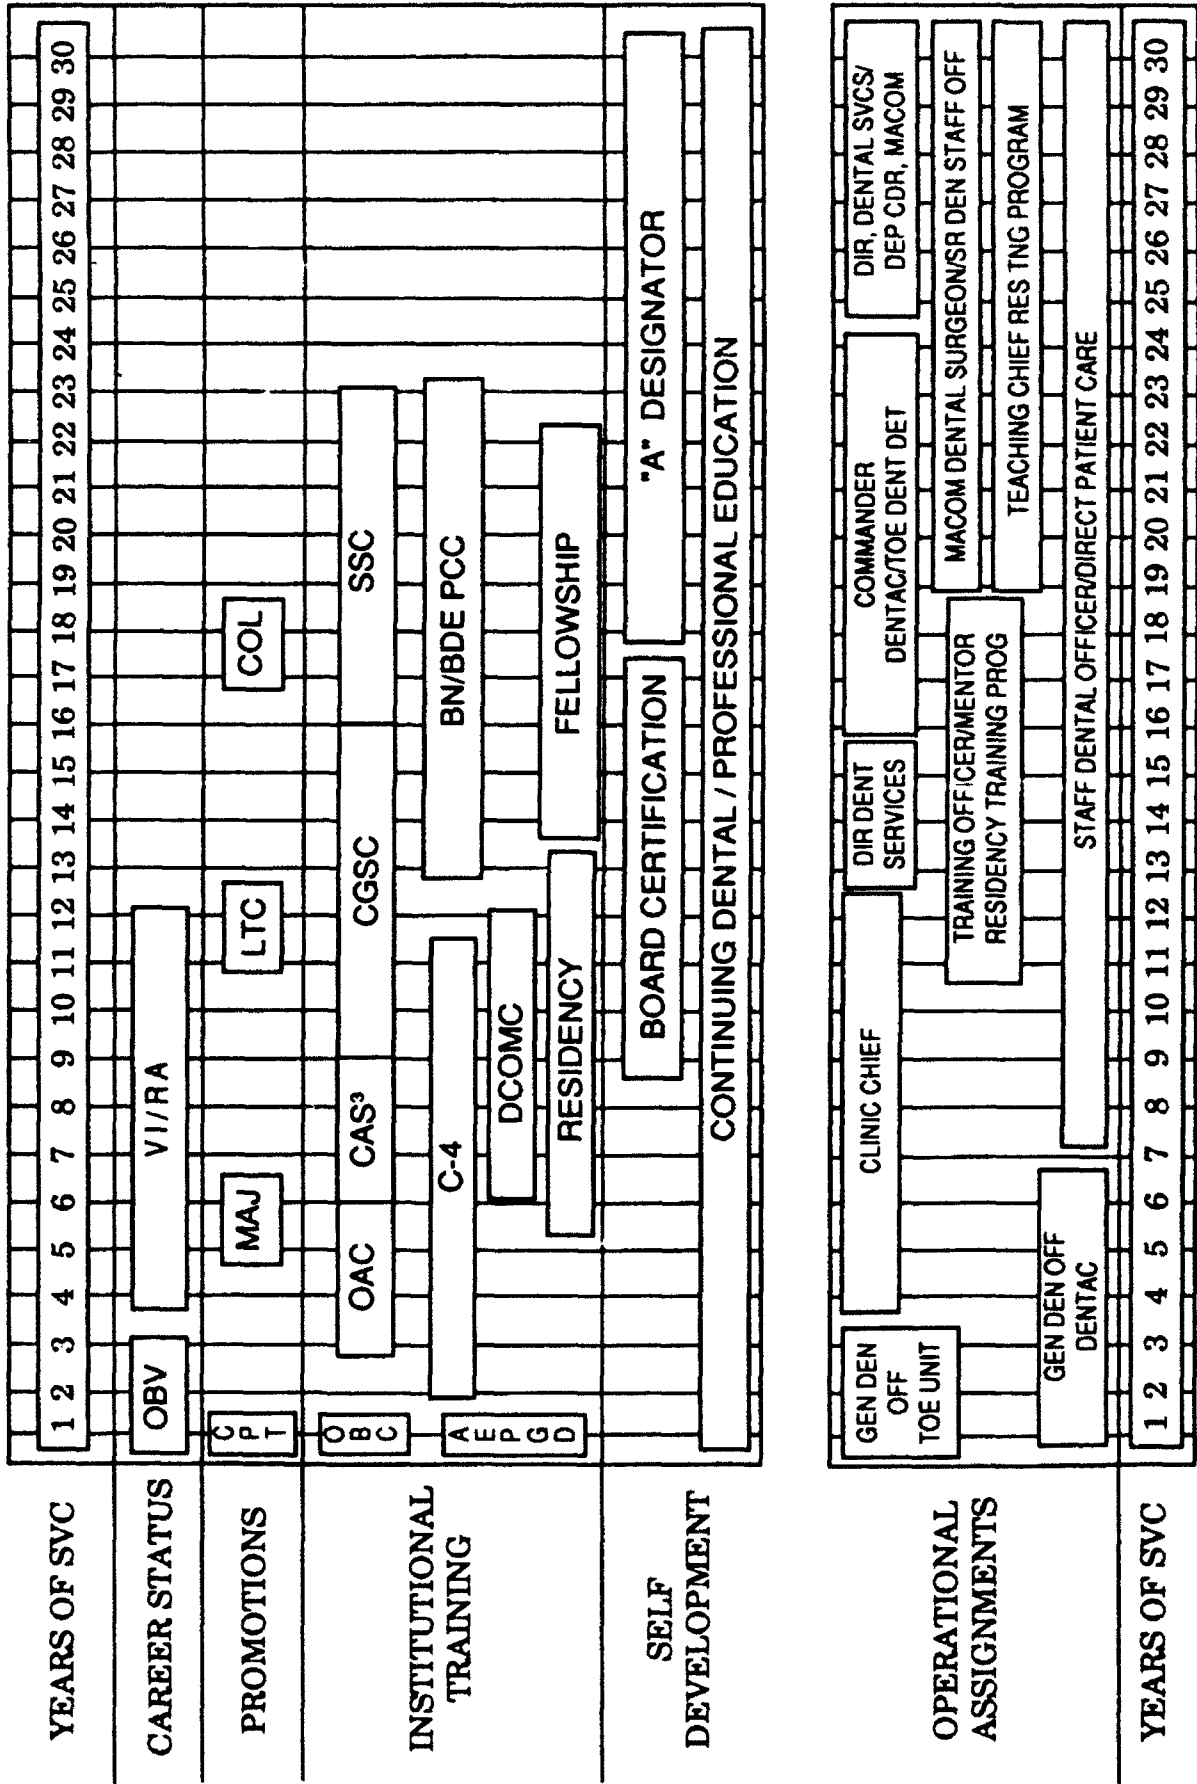 YEARS OF SVC
1 2 3 4 5 6 7 8 9 10 11 12 13 14 15 16 17 18 19 20 21 22 23 24 25 26 27 28 29 30
CAREER STATUS
OBV
VI/RA
PROMOTIONS
CPT
MAJ
LTC
COL
INSTITUTIONAL
TRAINING
OBC
OAC
CAS³
CGSC
SSC
AEPGD
C-4
BN/BDE PCC
DCOMC
RESIDENCY
FELLOWSHIP
SELF
DEVELOPMENT
BOARD CERTIFICATION
"A" DESIGNATOR
CONTINUING DENTAL / PROFESSIONAL EDUCATION
OPERATIONAL
ASSIGNMENTS
GEN DEN
OFF
TOE UNIT
CLINIC CHIEF
DIR DENT
SERVICES
COMMANDER
DENTAC/TOE DENT DET
DIR, DENTAL SVCS/
DEP CDR, MACOM
TRAINING OFFICER/MENTOR
RESIDENCY TRAINING PROG
MACOM DENTAL SURGEON/SR DEN STAFF OFF
TEACHING CHIEF RES TNG PROGRAM
GEN DEN OFF
DENTAC
STAFF DENTAL OFFICER/DIRECT PATIENT CARE
YEARS OF SVC
1 2 3 4 5 6 7 8 9 10 11 12 13 14 15 16 17 18 19 20 21 22 23 24 25 26 27 28 29 30